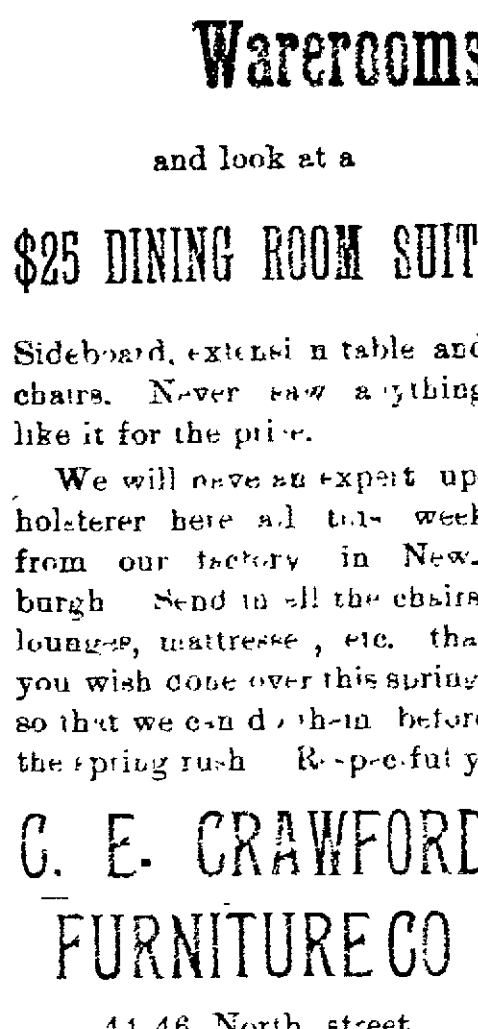 Warerooms
and look at a
$25 DINING ROOM SUIT
Sideboard, extension table and
chairs. Never saw anything
like it for the price.
We will have an expert up-
holsterer here all this week
from our factory in New-
burgh Send in all the chairs
lounges, mattresses, etc. that
you wish done over this spring
so that we can do them before
the spring rush Respectfully
C. E. CRAWFORD
FURNITURE CO
44 46 North street